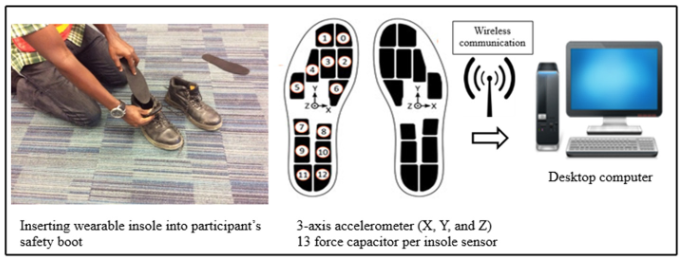 Wireless
communication
1 0
3 2
4
5 6
Y
Z X
7 8
9 10
11 12
Desktop computer
Inserting wearable insole into participant's
safety boot
3-axis accelerometer (X, Y, and Z)
13 force capacitor per insole sensor